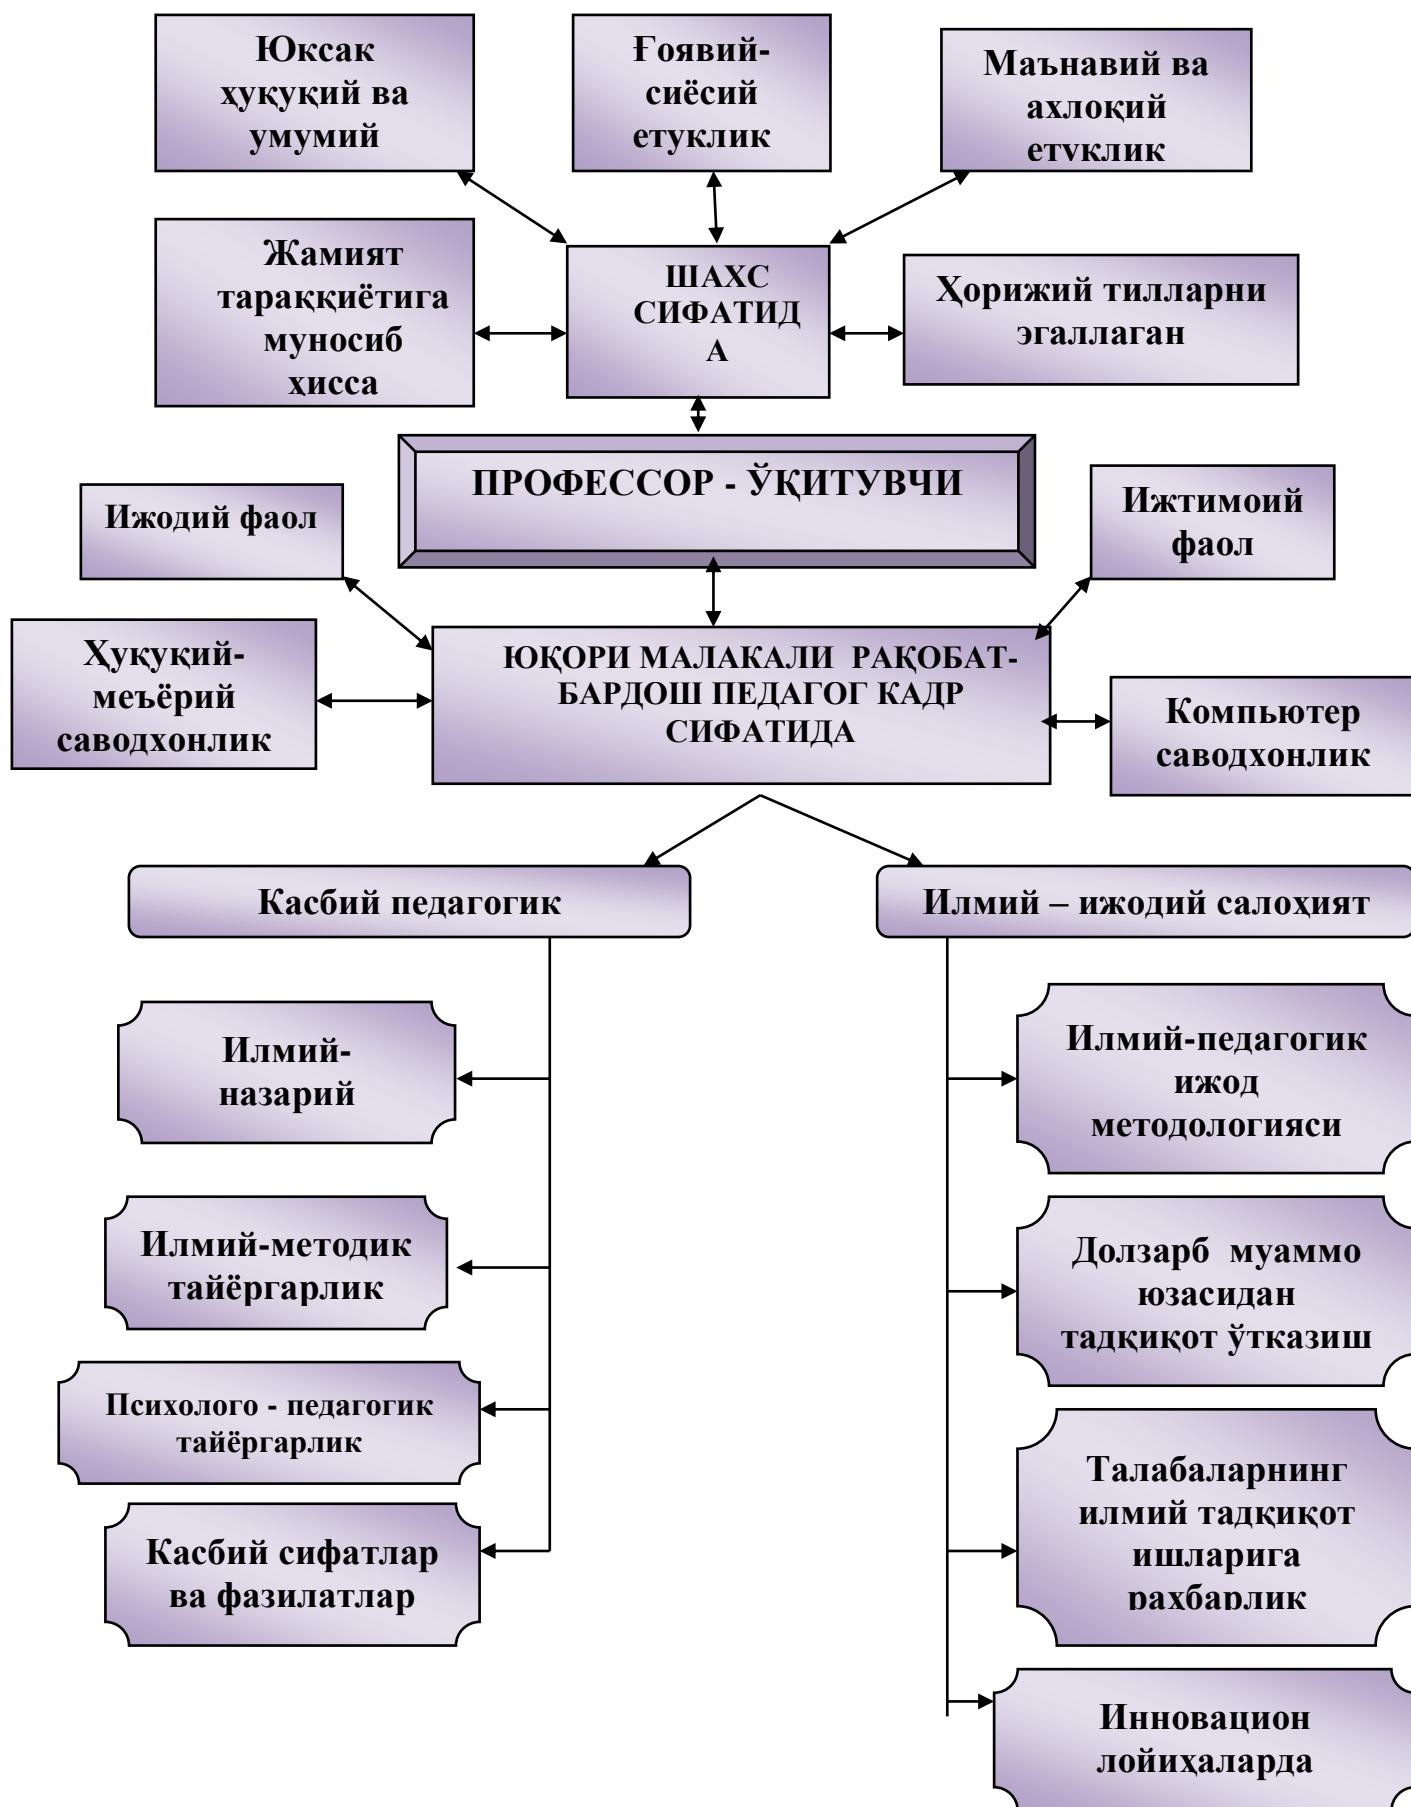 Юксак
ҳуқуқий ва
умумий
Ғоявий-
сиёсий
етуклик
Маънавий ва
ахлоқий
етуклик
Жамият
тараққиётига
муносиб
ҳисса
ШАХС
СИФАТИД
А
Ҳорижий тилларни
эгаллаган
ПРОФЕССОР - ЎҚИТУВЧИ
Ижодий фаол
Ижтимоий
фаол
Ҳуқуқий-
меъёрий
саводхонлик
ЮҚОРИ МАЛАКАЛИ РАҚОБАТ-
БАРДОШ ПЕДАГОГ КАДР
СИФАТИДА
Компьютер
саводхонлик
Касбий педагогик
Илмий – ижодий салоҳият
Илмий-
назарий
Илмий-методик
тайёргарлик
Психолого - педагогик
тайёргарлик
Касбий сифатлар
ва фазилатлар
Илмий-педагогик
ижод
методологияси
Долзарб муаммо
юзасидан
тадқиқот ўтказиш
Талабаларнинг
илмий тадқиқот
ишларига
раҳбарлик
Инновацион
лойиҳаларда